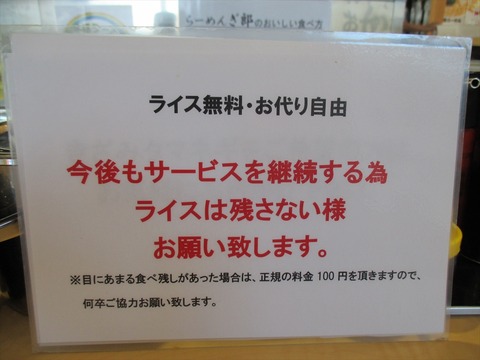 らーめんぎ郎のおいしい食べ方
ライス無料・お代り自由
今後もサービスを継続する為
ライスは残さない様
お願い致します。
※目にあまる食べ残しがあった場合は、正規の料金100円を頂きますので、
何卒ご協力お願い致します。